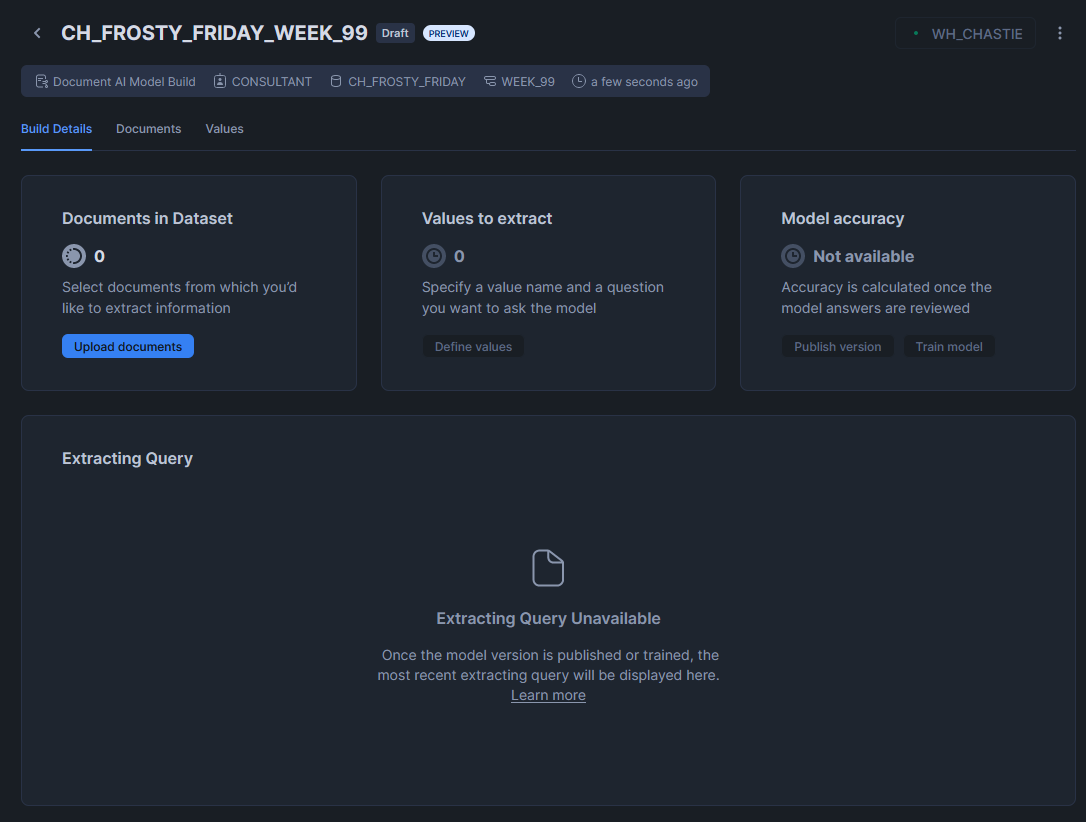 CH_FROSTY_FRIDAY_WEEK_99 Draft PREVIEW WH_CHASTIE
Document AI Model Build CONSULTANT CH_FROSTY_FRIDAY WEEK_99 a few seconds ago
Build Details Documents Values
Documents in Dataset
0
Select documents from which you'd
like to extract information
Upload documents
Values to extract
0
Specify a value name and a question
you want to ask the model
Define values
Model accuracy
Not available
Accuracy is calculated once the
model answers are reviewed
Publish version Train model
Extracting Query
Extracting Query Unavailable
Once the model version is published or trained, the
most recent extracting query will be displayed here.
Learn more